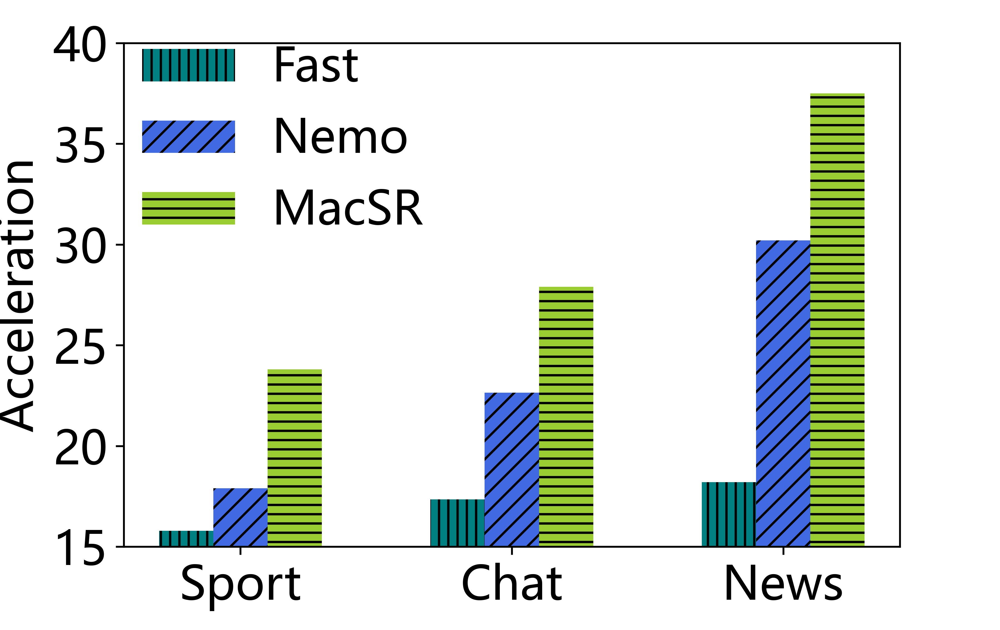 40
35
30
25
20
15
Acceleration
Fast
Nemo
MacSR
Sport
Chat
News